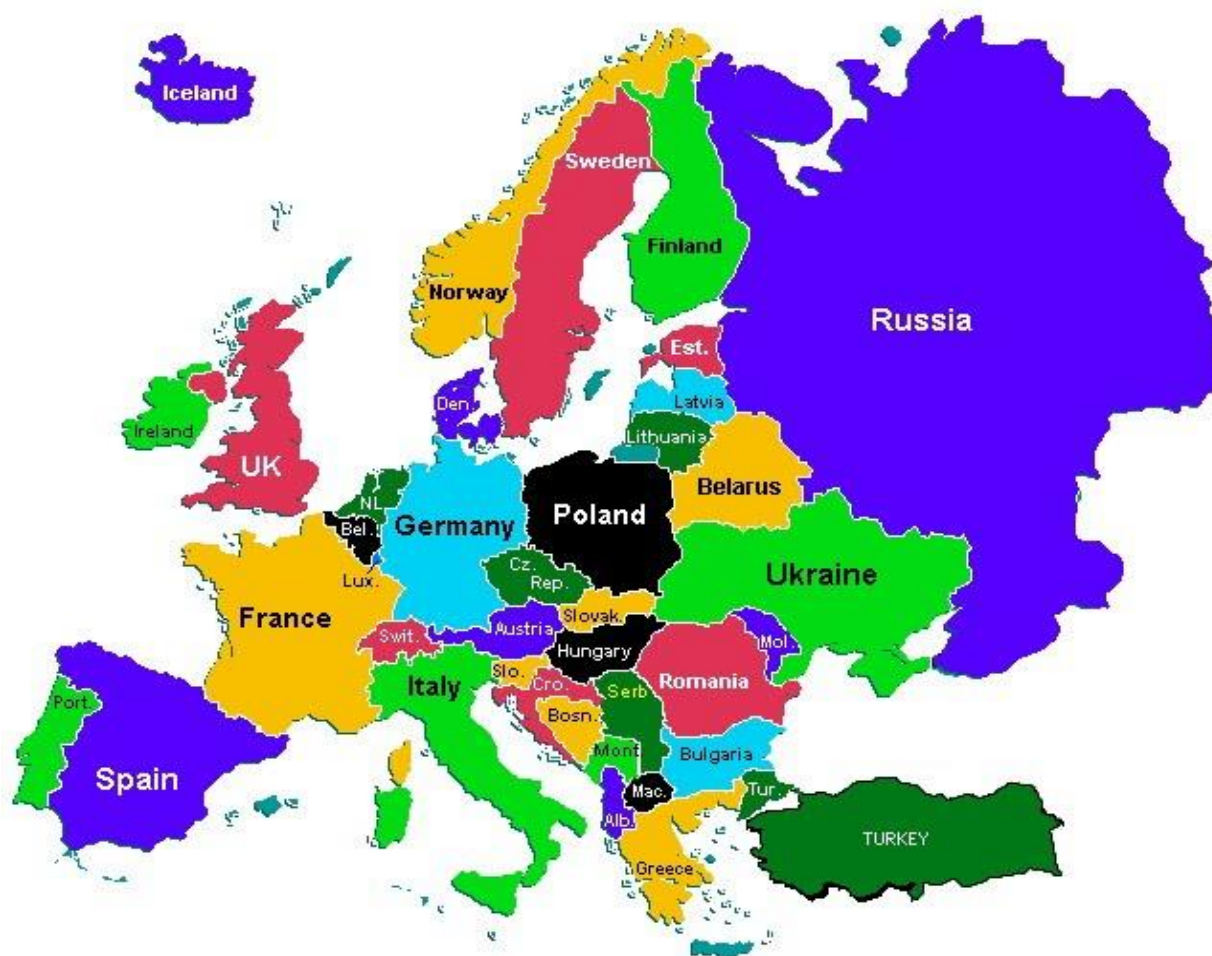 Iceland
Sweden
Finland
Norway
Russia
Est.
Den.
Latvia
Ireland
Lithuania
UK
Belarus
NL
Poland
Bel.
Germany
Cz.
Rep.
Ukraine
Lux.
France
Slovak.
Austria
Swit.
Mol.
Hungary
Slo.
Italy
Romania
Cro.
Serb
Port.
Bosn.
Mont
Bulgaria
Spain
Mac.
Tur.
Alb.
TURKEY
Greece